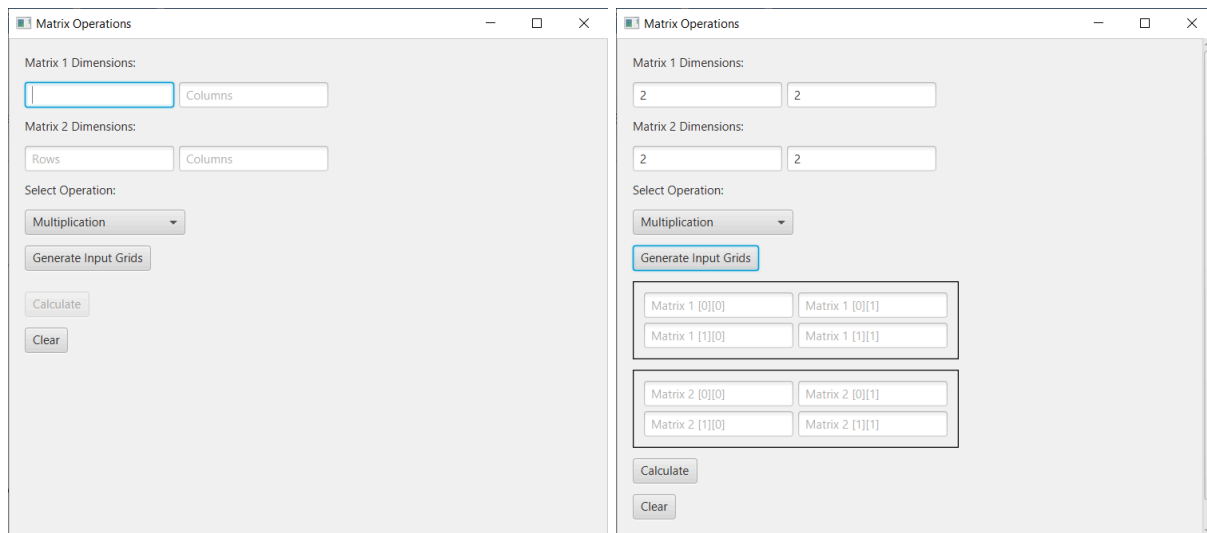 Matrix Operations
Matrix 1 Dimensions:
Columns
Matrix 2 Dimensions:
Rows Columns
Select Operation:
Multiplication
Generate Input Grids
Calculate
Clear
Matrix Operations
Matrix 1 Dimensions:
2 2
Matrix 2 Dimensions:
2 2
Select Operation:
Multiplication
Generate Input Grids
Matrix 1 [0][0] Matrix 1 [0][1]
Matrix 1 [1][0] Matrix 1 [1][1]
Matrix 2 [0][0] Matrix 2 [0][1]
Matrix 2 [1][0] Matrix 2 [1][1]
Calculate
Clear